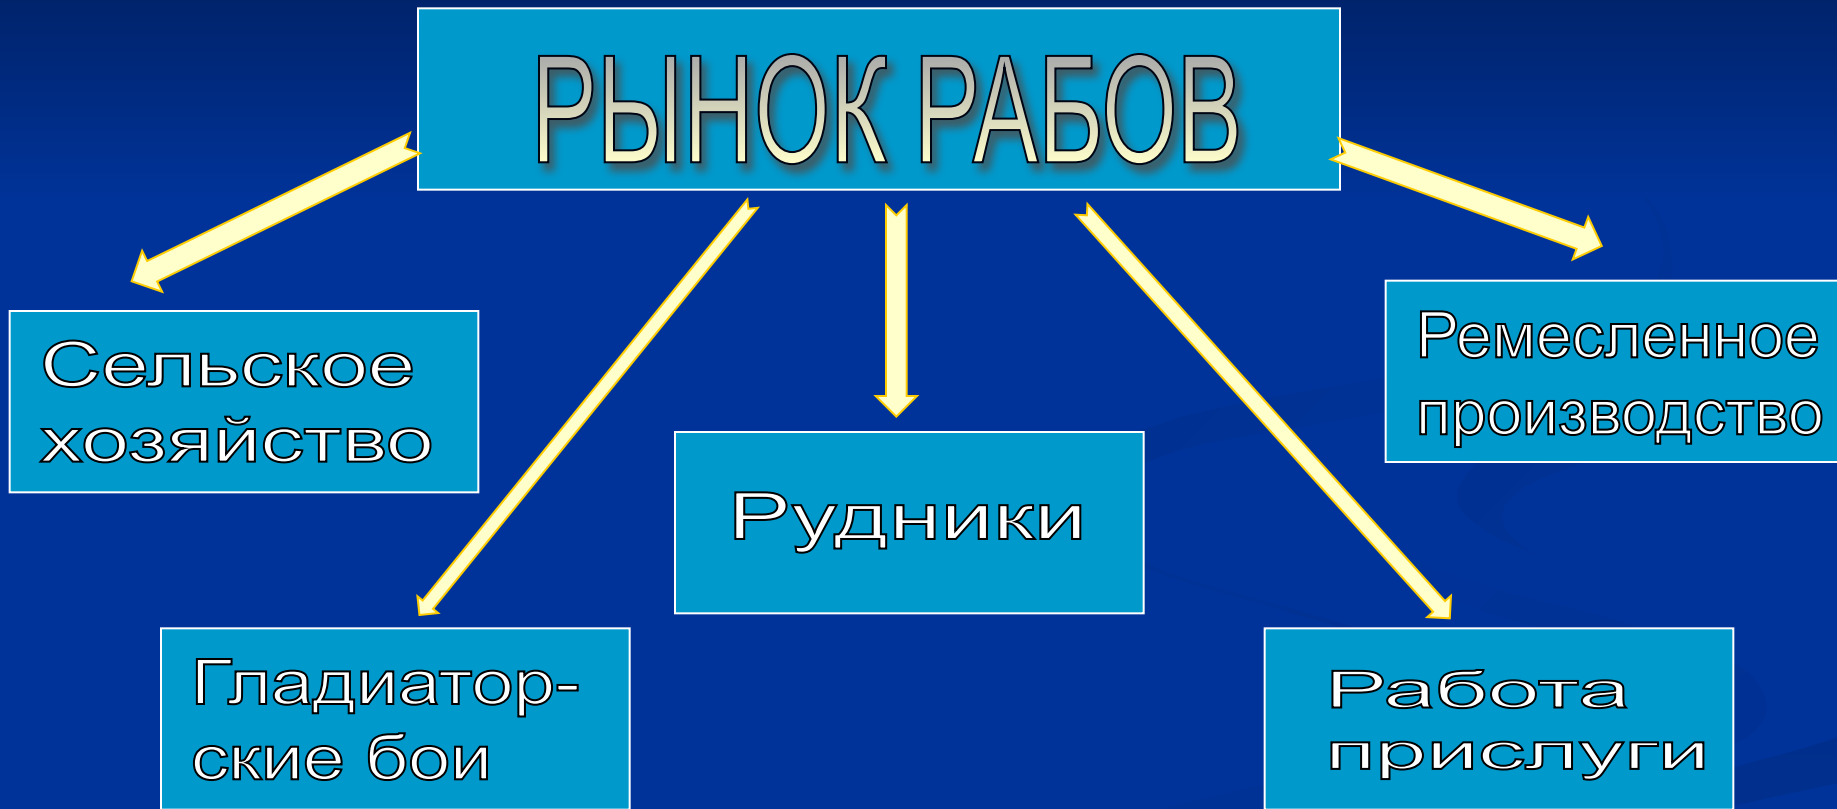 РЫНОК РАБОВ
Сельское
хозяйство
Ремесленное
производство
Рудники
Гладиатор-
ские бои
Работа
прислуги